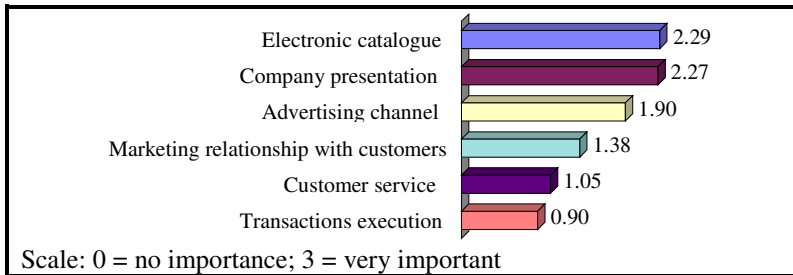 Electronic catalogue 2.29
Company presentation 2.27
Advertising channel 1.90
Marketing relationship with customers 1.38
Customer service 1.05
Transactions execution 0.90
Scale: 0 = no importance; 3 = very important